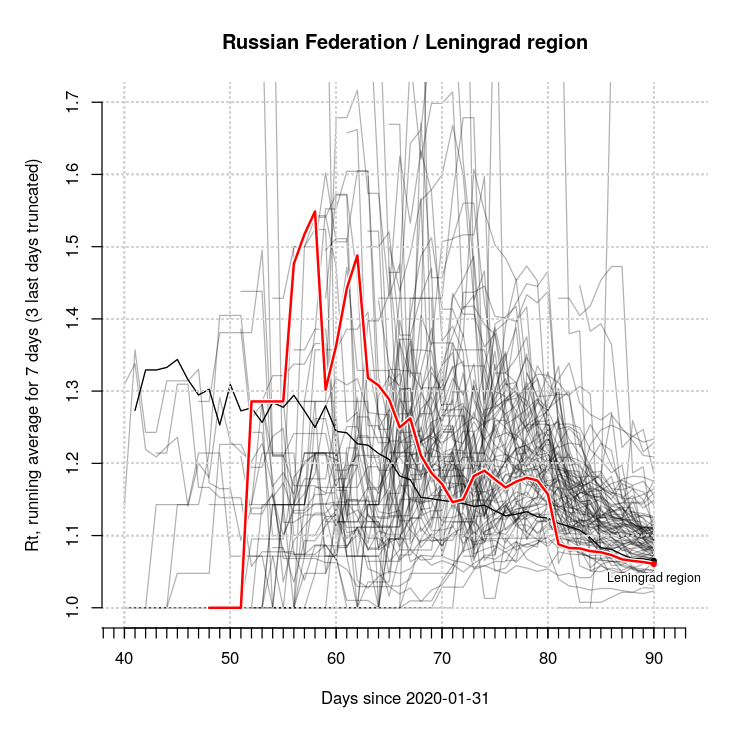 Russian Federation / Leningrad region
Rt, running average for 7 days (3 last days truncated)
1.7
1.6
1.5
1.4
1.3
1.2
1.1
1.0
Leningrad region
40 50 60 70 80 90
Days since 2020-01-31